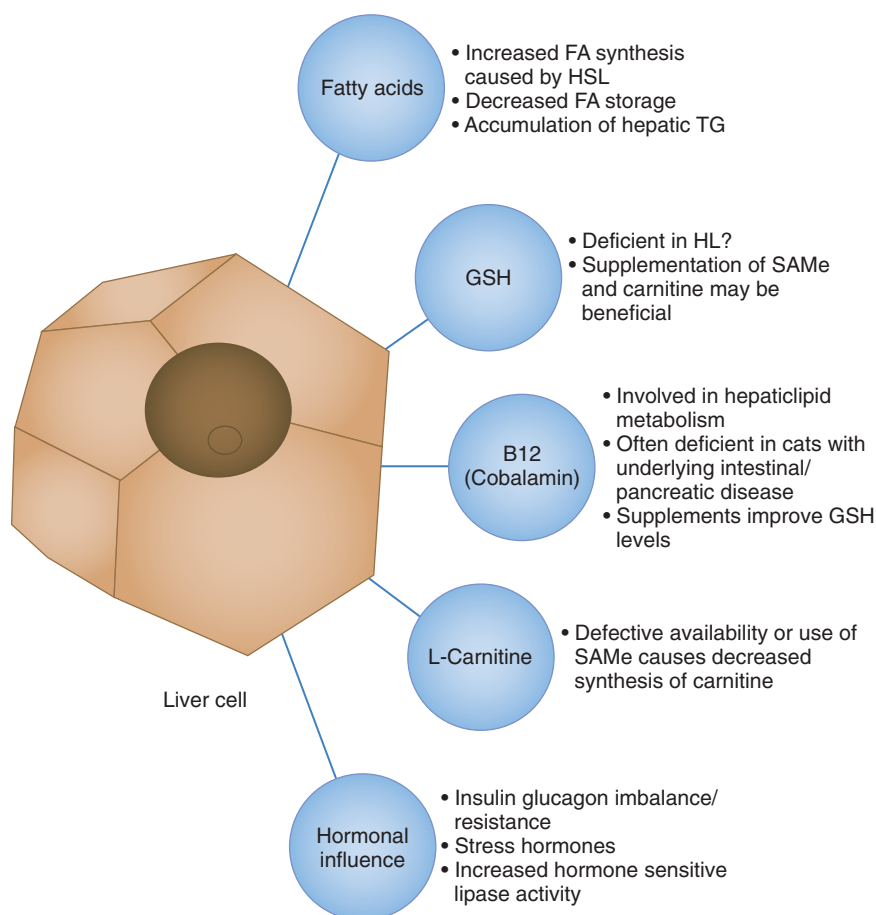 Fatty acids
• Increased FA synthesis
caused by HSL
• Decreased FA storage
• Accumulation of hepatic TG
GSH
• Deficient in HL?
• Supplementation of SAMe
and carnitine may be
beneficial
B12
(Cobalamin)
• Involved in hepaticlipid
metabolism
• Often deficient in cats with
underlying intestinal/
pancreatic disease
• Supplements improve GSH
levels
L-Carnitine
• Defective availability or use of
SAMe causes decreased
synthesis of carnitine
Liver cell
Hormonal
influence
• Insulin glucagon imbalance/
resistance
• Stress hormones
• Increased hormone sensitive
lipase activity